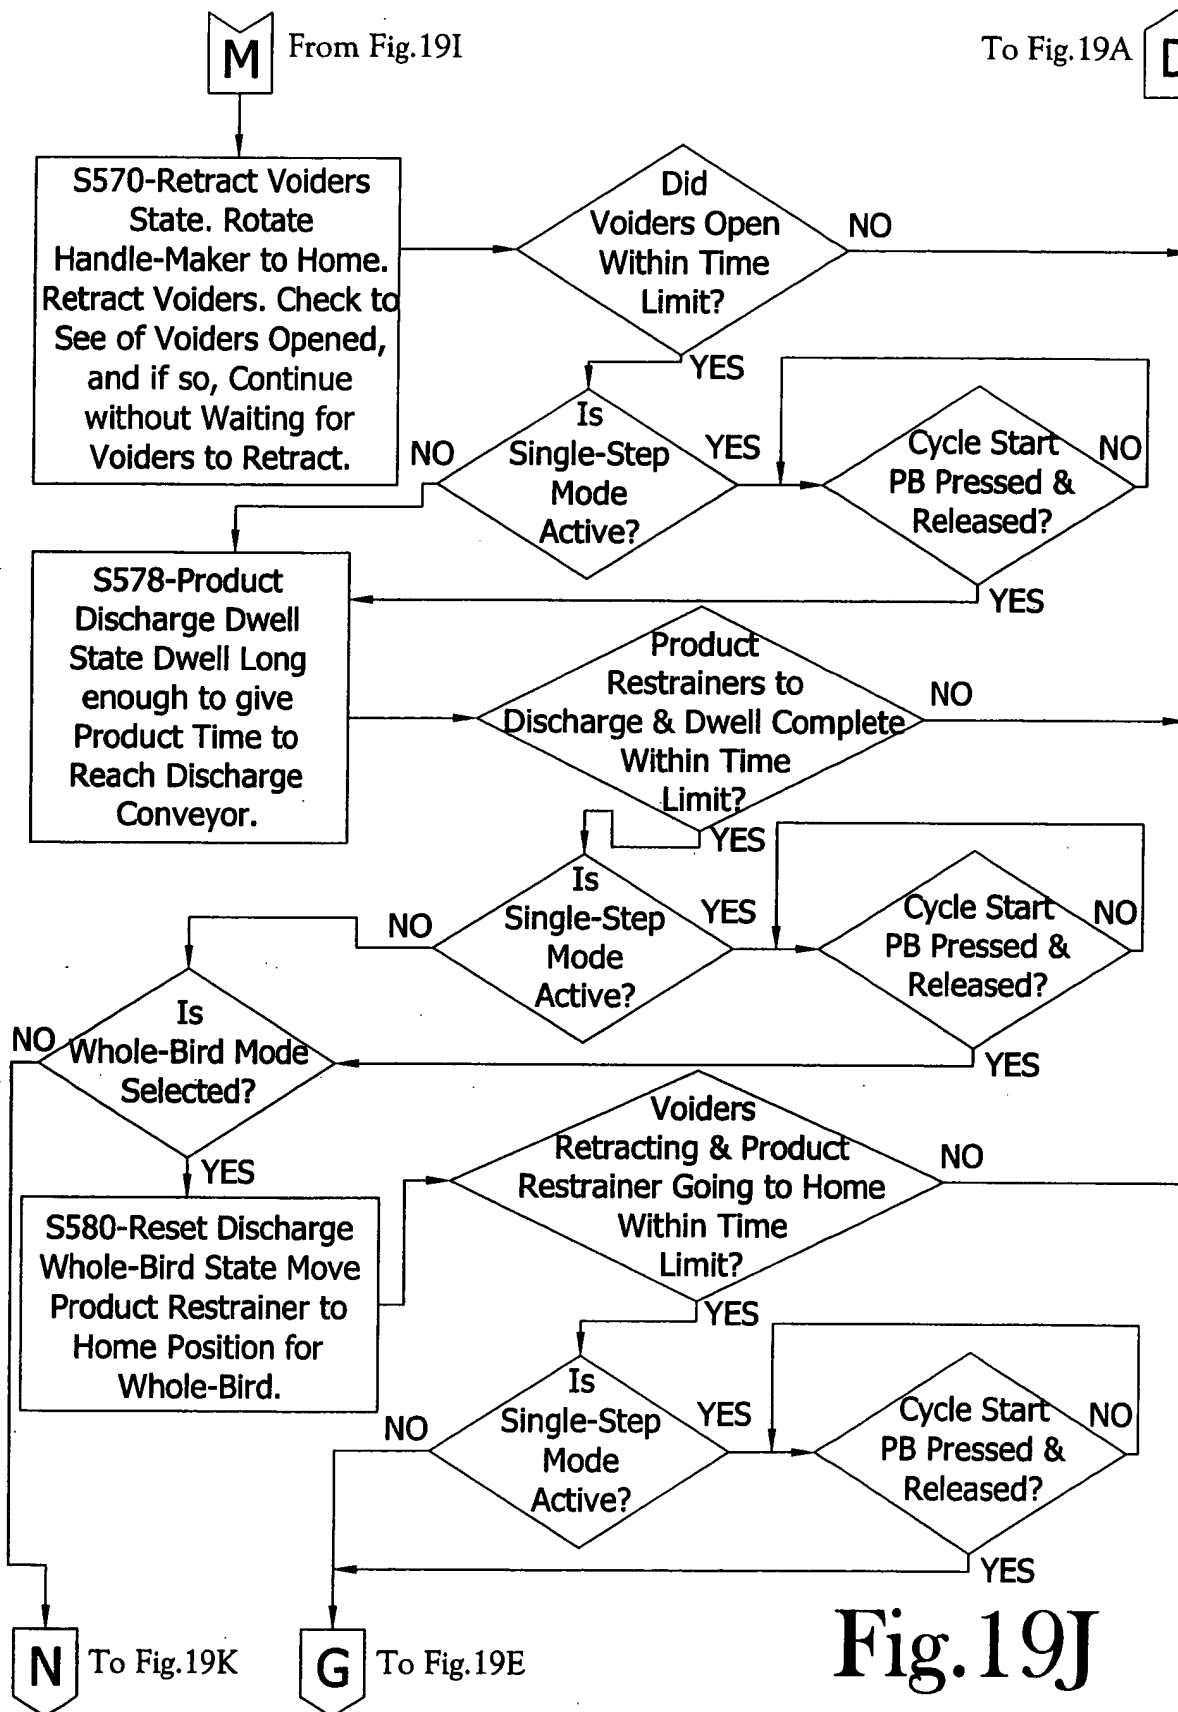 M
From Fig.19I
To Fig.19A
S570-Retract Voiders
State. Rotate
Handle-Maker to Home.
Retract Voiders. Check to
See of Voiders Opened,
and if so, Continue
without Waiting for
Voiders to Retract.
Did
Voiders Open
Within Time
Limit?
NO
YES
Is
Single-Step
Mode
Active?
NO
YES
Cycle Start
PB Pressed &
Released?
NO
YES
S578-Product
Discharge Dwell
State Dwell Long
enough to give
Product Time to
Reach Discharge
Conveyor.
Product
Restrainers to
Discharge & Dwell Complete
Within Time
Limit?
NO
YES
Is
Single-Step
Mode
Active?
NO
YES
Cycle Start
PB Pressed &
Released?
NO
YES
Is
Whole-Bird Mode
Selected?
NO
YES
S580-Reset Discharge
Whole-Bird State Move
Product Restrainer to
Home Position for
Whole-Bird.
Voiders
Retracting & Product
Restrainer Going to Home
Within Time
Limit?
NO
YES
Is
Single-Step
Mode
Active?
NO
YES
Cycle Start
PB Pressed &
Released?
NO
YES
N
To Fig.19K
G
To Fig.19E
Fig.19J